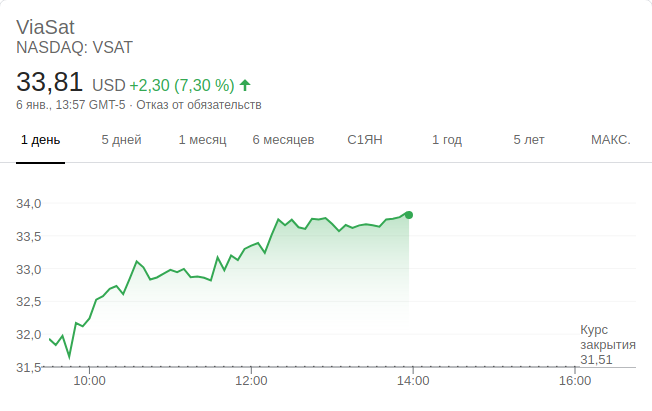 ViaSat
NASDAQ: VSAT
33,81 USD +2,30 (7,30 %)
6 янв., 13:57 GMT-5 · Отказ от обязательств
1 день 5 дней 1 месяц 6 месяцев С1ЯН 1 год 5 лет МАКС.
34,0
33,5
33,0
32,5
32,0
31,5
Курс
закрытия
31,51
10:00 12:00 14:00 16:00